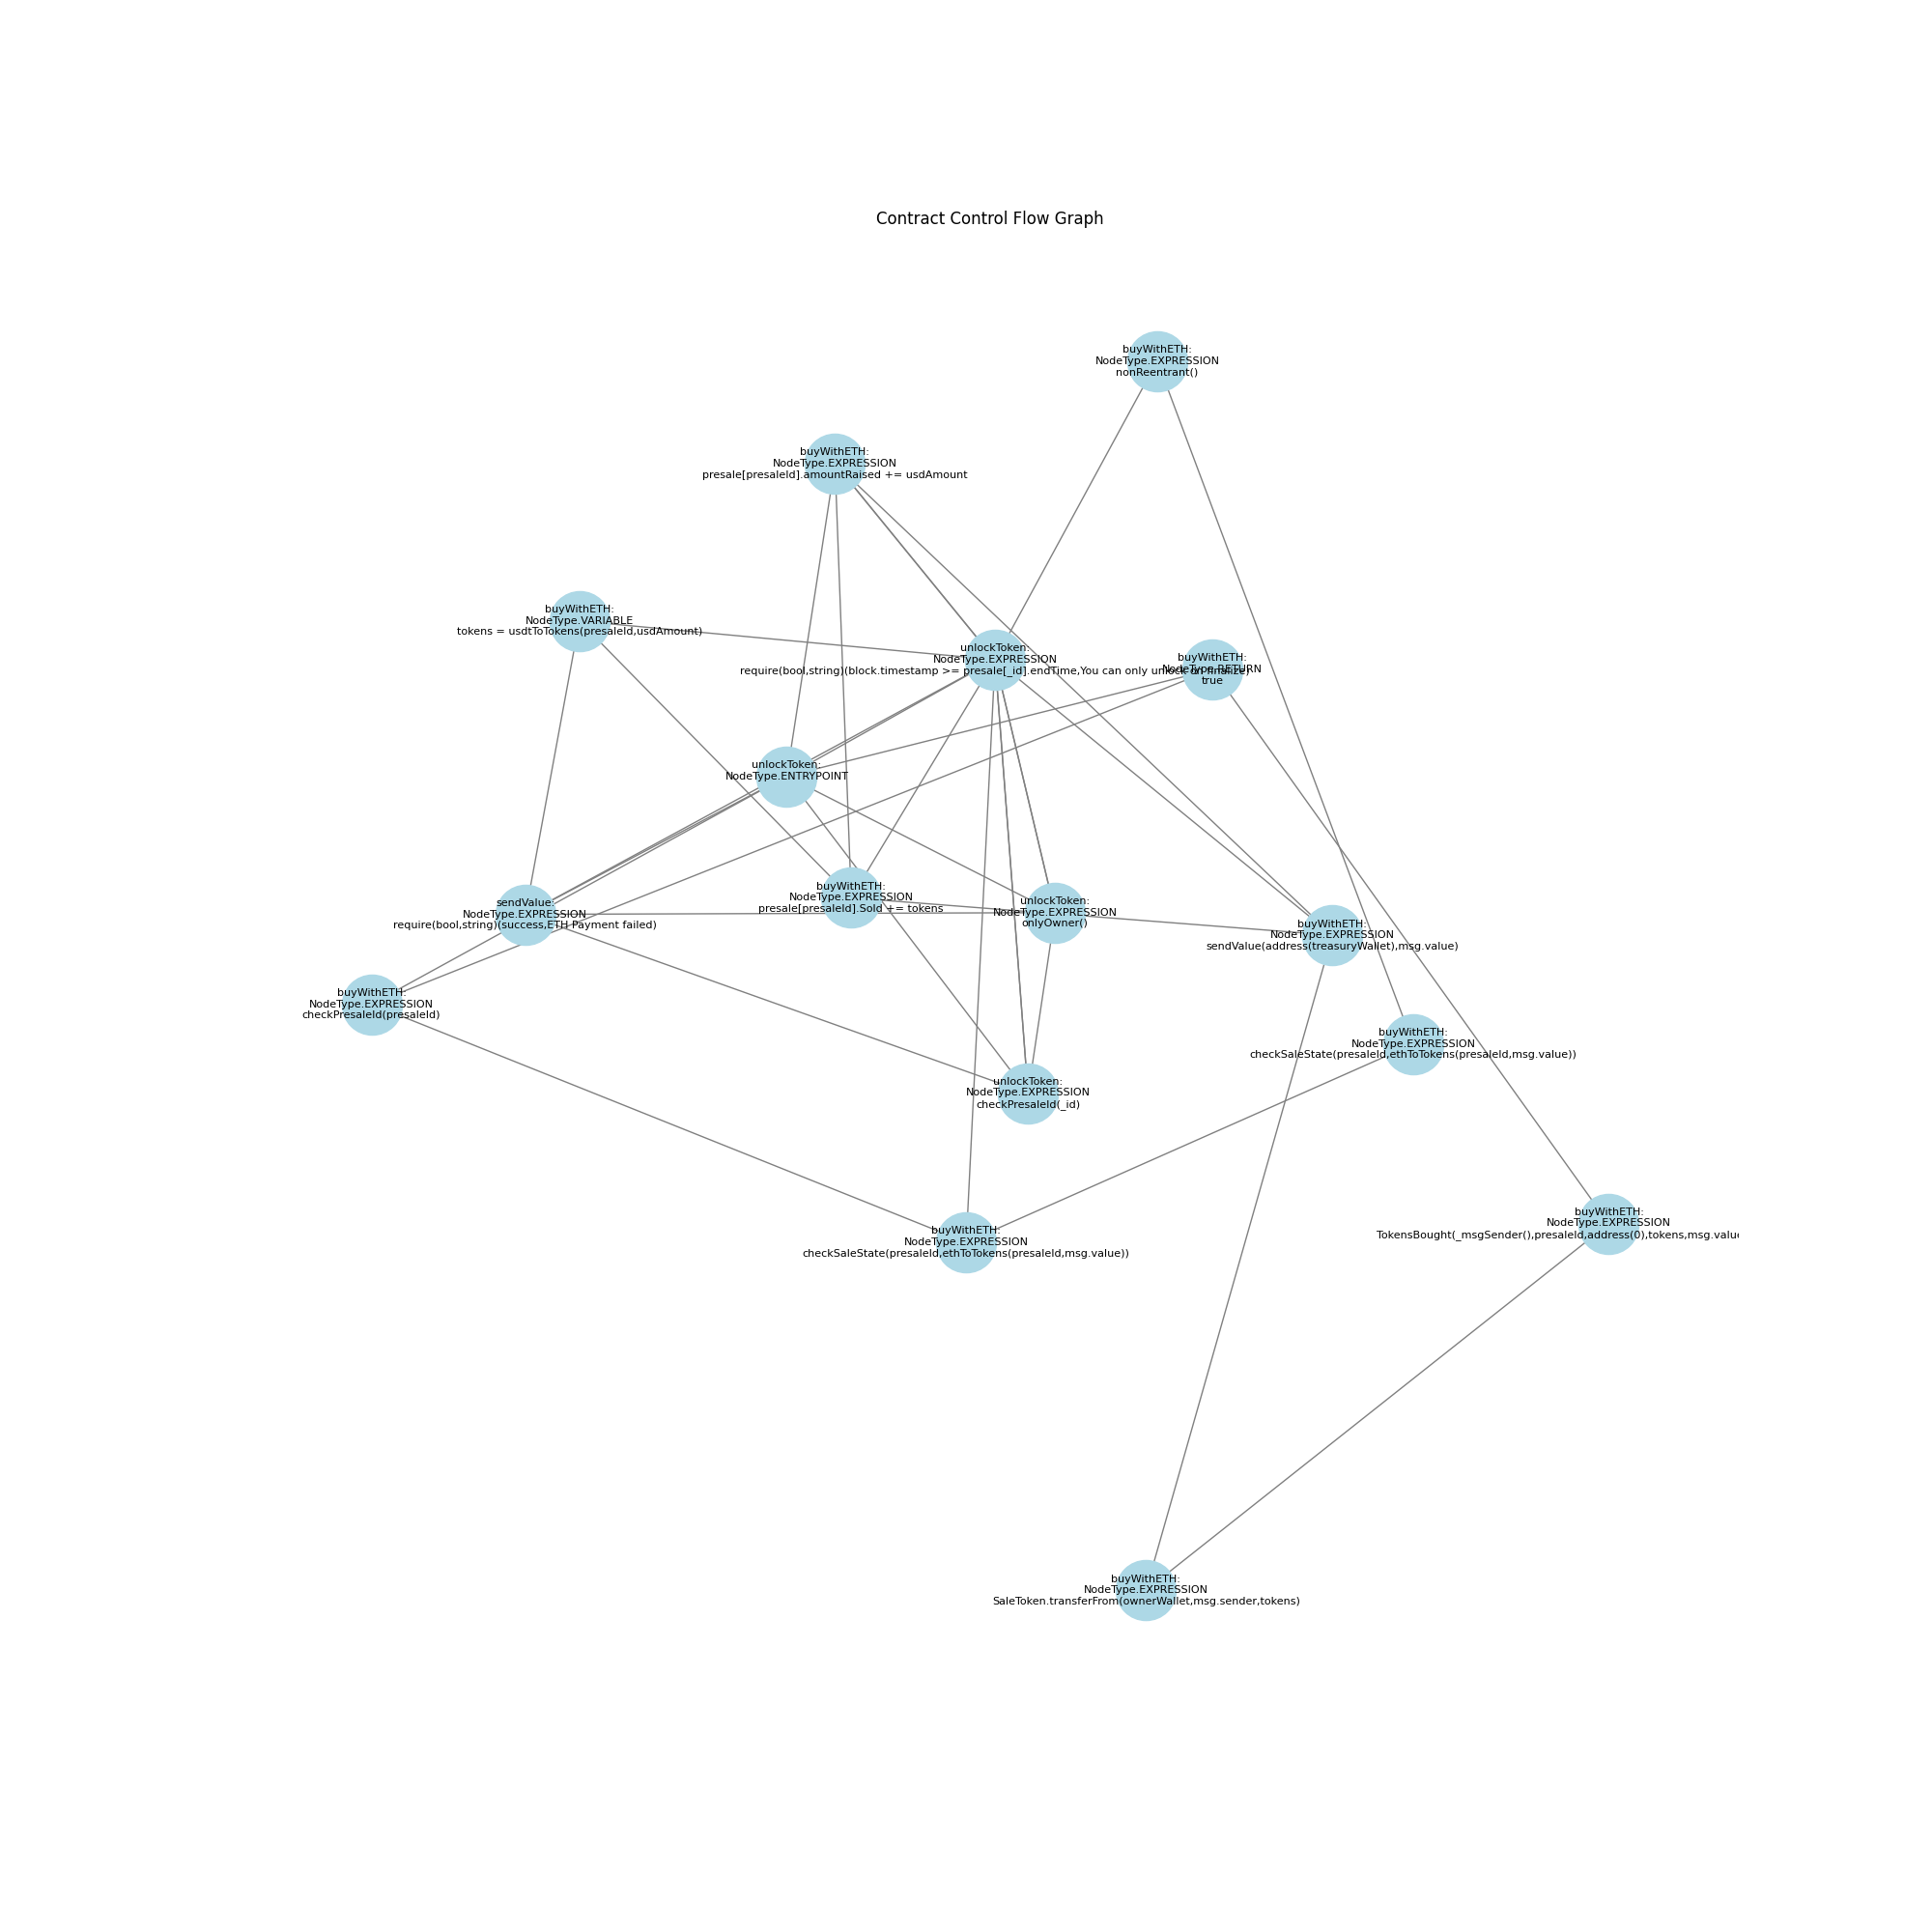 Contract Control Flow Graph
buyWithETH:
NodeType.EXPRESSION
nonReentrant()
buyWithETH:
NodeType.EXPRESSION
presale[presaleId].amountRaised += usdAmount
buyWithETH:
NodeType.VARIABLE
tokens = usdtToTokens(presaleId,usdAmount)
unlockToken:
NodeType.EXPRESSION
require(bool,string)(block.timestamp >= presale[_id].endTime,You can only unlock on finalize)
buyWithETH:
NodeType.RETURN
true
unlockToken:
NodeType.ENTRYPOINT
buyWithETH:
NodeType.EXPRESSION
presale[presaleId].Sold += tokens
sendValue:
NodeType.EXPRESSION
require(bool,string)(success,ETH Payment failed)
unlockToken:
NodeType.EXPRESSION
onlyOwner()
buyWithETH:
NodeType.EXPRESSION
sendValue(address(treasuryWallet),msg.value)
buyWithETH:
NodeType.EXPRESSION
checkPresaleId(presaleId)
buyWithETH:
NodeType.EXPRESSION
checkSaleState(presaleId,ethToTokens(presaleId,msg.value))
unlockToken:
NodeType.EXPRESSION
checkPresaleId(_id)
buyWithETH:
NodeType.EXPRESSION
TokensBought(_msgSender(),presaleId,address(0),tokens,msg.valu
buyWithETH:
NodeType.EXPRESSION
checkSaleState(presaleId,ethToTokens(presaleId,msg.value))
buyWithETH:
NodeType.EXPRESSION
SaleToken.transferFrom(ownerWallet,msg.sender,tokens)